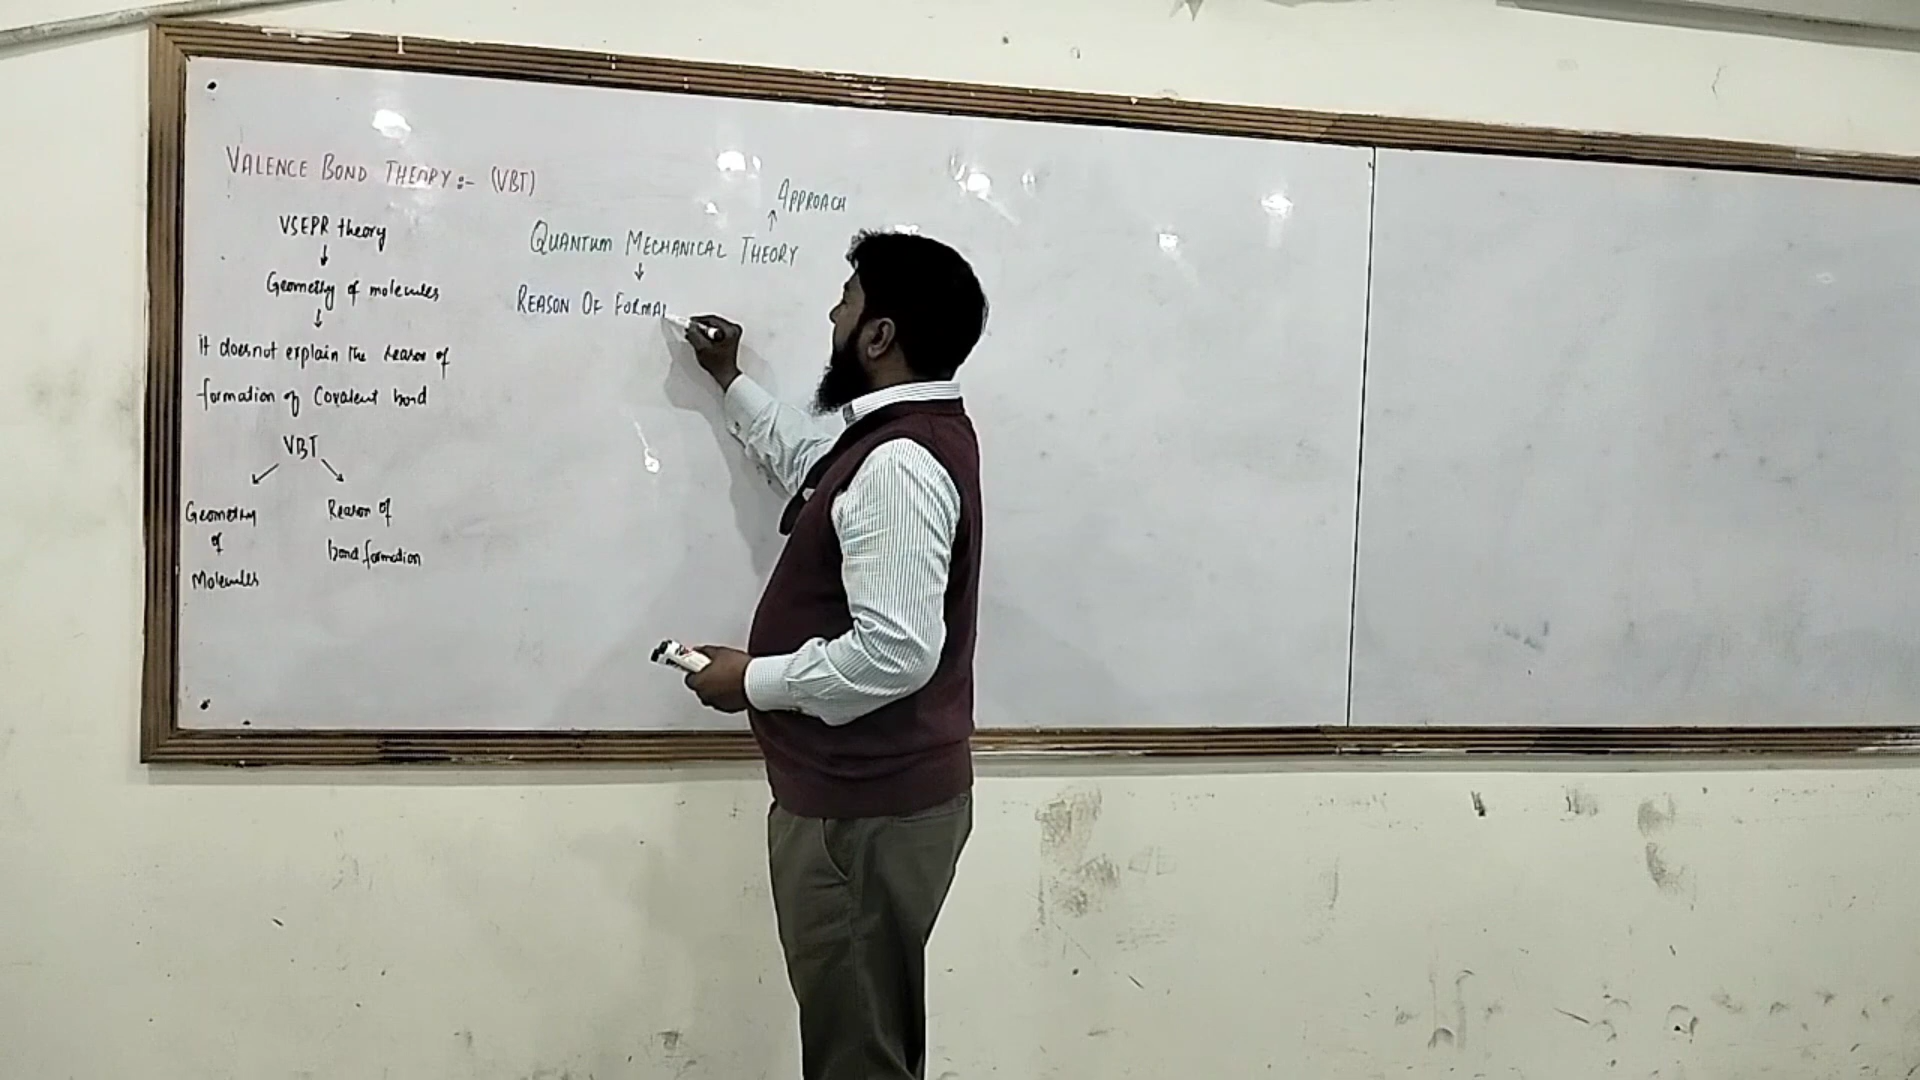 VALENCE BOND THEORY :- (VBT)
VSEPR theory
↓
Geometry of molecules
↓
it doesnot explain the reason of
formation of Covalent bond
VBT
↙ ↘
Geometry
of
Molecules
Reason of
bond formation
APPROACH
↑
QUANTUM MECHANICAL THEORY
↓
REASON OF FORMA